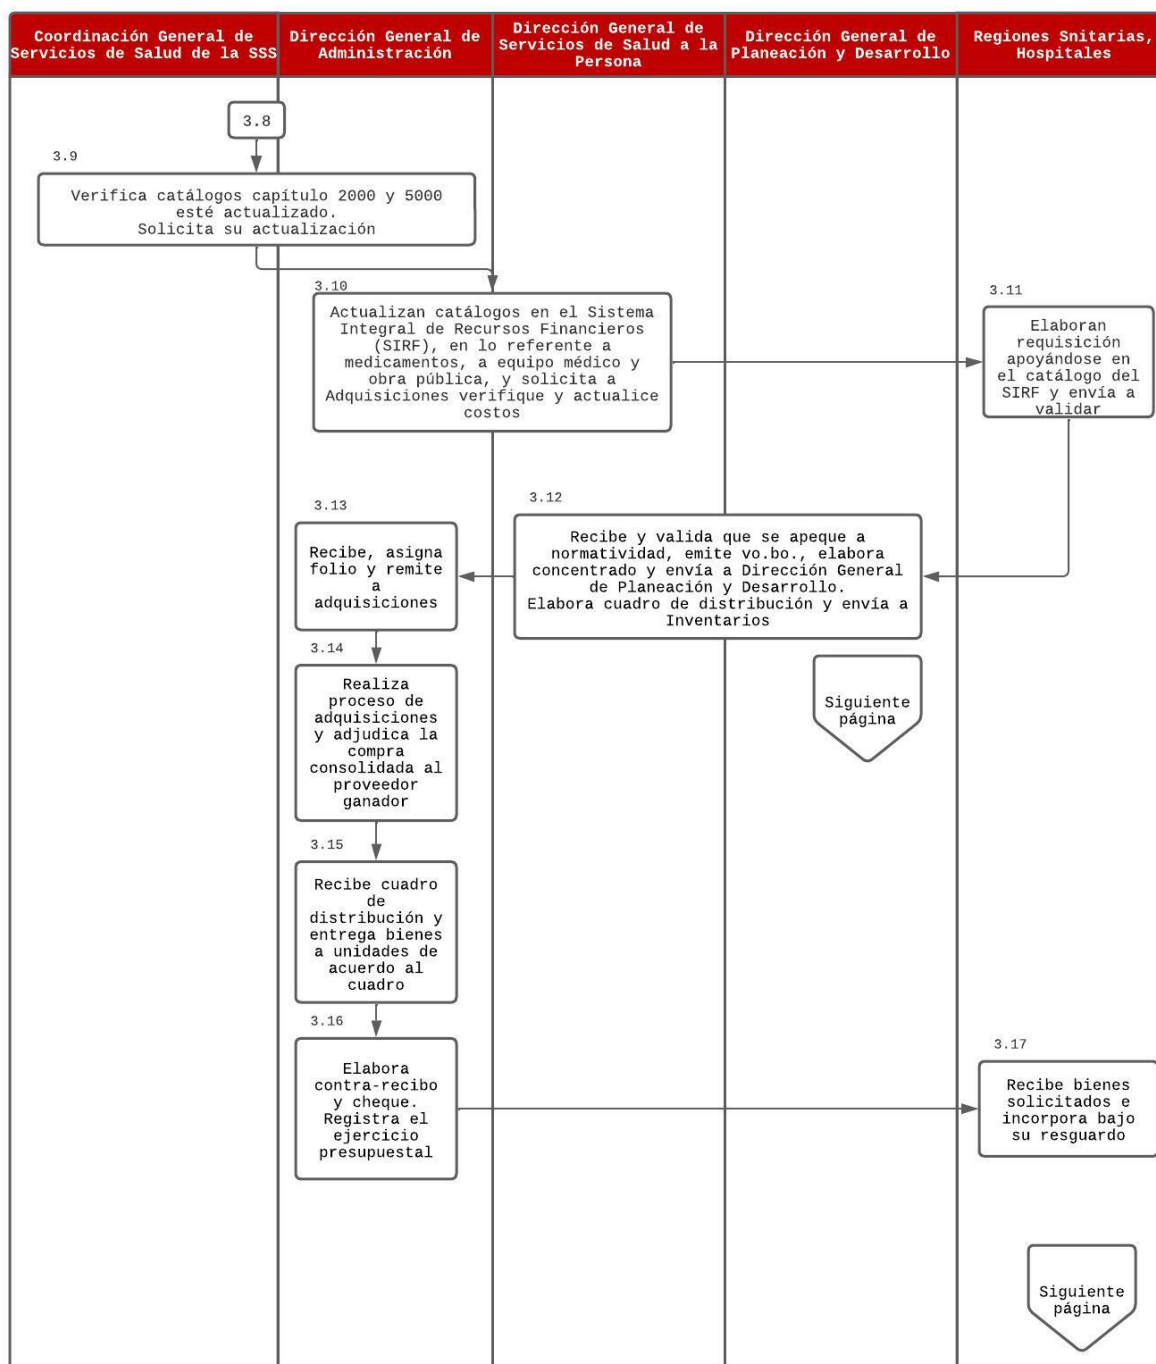 Coordinación General de
Servicios de Salud de la SSS
Dirección General de
Administración
Dirección General de
Servicios de Salud a la
Persona
Dirección General de
Planeación y Desarrollo
Regiones Snitarias,
Hospitales
3.8
3.9
Verifica catálogos capítulo 2000 y 5000
esté actualizado.
Solicita su actualización
3.10
Actualizan catálogos en el Sistema
Integral de Recursos Financieros
(SIRF), en lo referente a
medicamentos, a equipo médico y
obra pública, y solicita a
Adquisiciones verifique y actualice
costos
3.11
Elaboran
requisición
apoyándose en
el catálogo del
SIRF y envía a
validar
3.12
Recibe y valida que se apeque a
normatividad, emite vo.bo., elabora
concentrado y envía a Dirección General
de Planeación y Desarrollo.
Elabora cuadro de distribución y envía a
Inventarios
3.13
Recibe, asigna
folio y remite
a
adquisiciones
3.14
Realiza
proceso de
adquisiciones
y adjudica la
compra
consolidada al
proveedor
ganador
Siguiente
página
3.15
Recibe cuadro
de
distribución y
entrega bienes
a unidades de
acuerdo al
cuadro
3.16
Elabora
contra-recibo
y cheque.
Registra el
ejercicio
presupuestal
3.17
Recibe bienes
solicitados e
incorpora bajo
su resguardo
Siguiente
página